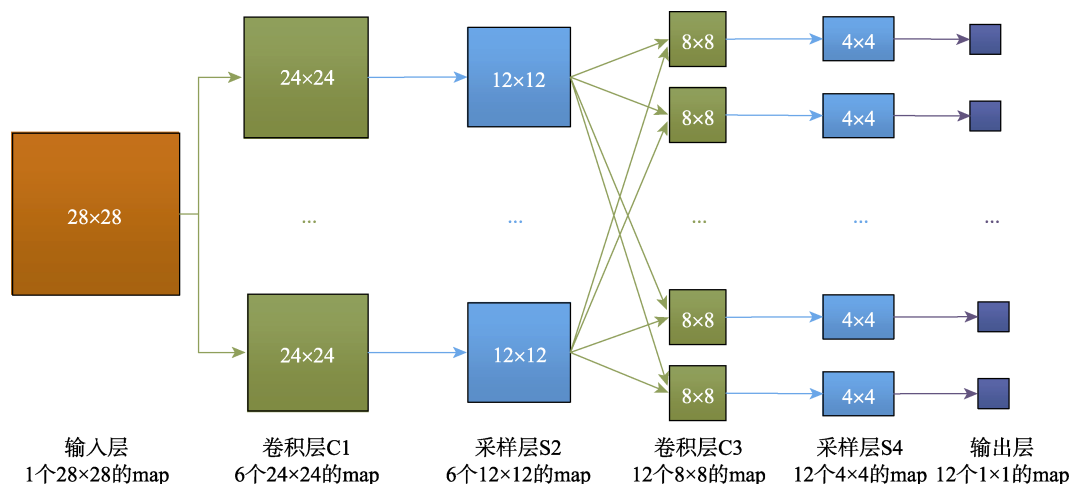 28×28
24×24
24×24
12×12
12×12
8×8
8×8
8×8
8×8
4×4
4×4
4×4
4×4
...
...
...
...
...
输入层
1个28×28的map
卷积层C1
6个24×24的map
采样层S2
6个12×12的map
卷积层C3
12个8×8的map
采样层S4
12个4×4的map
输出层
12个1×1的map